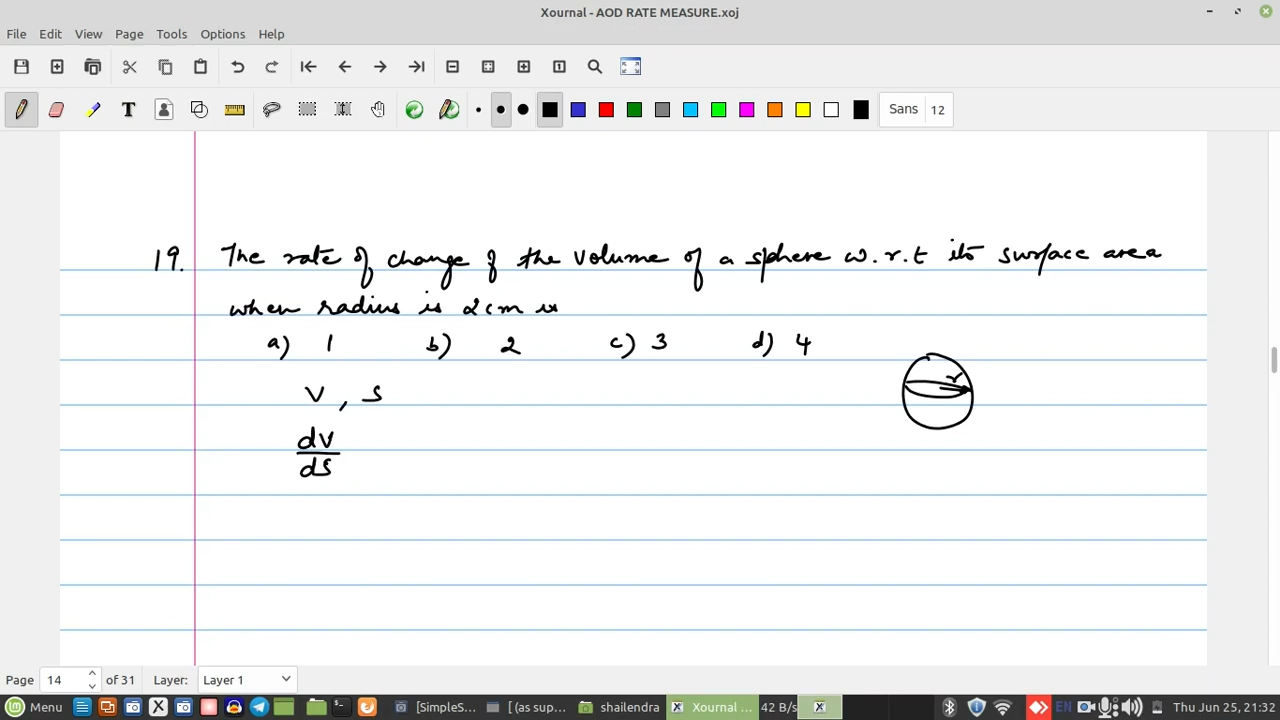 Xournal - AOD RATE MEASURE.xoj
File Edit View Page Tools Options Help
T Sans 12
19. The rate of change of the volume of a sphere w.r.t its surface area
when radius is 2cm is
a) 1 b) 2 c) 3 d) 4
V, S
r
dV
dS
Page 14 of 31 Layer: Layer 1
Menu [SimpleS... [ (as sup... shailendra Xournal ... 42 B/s EN Thu Jun 25, 21:32